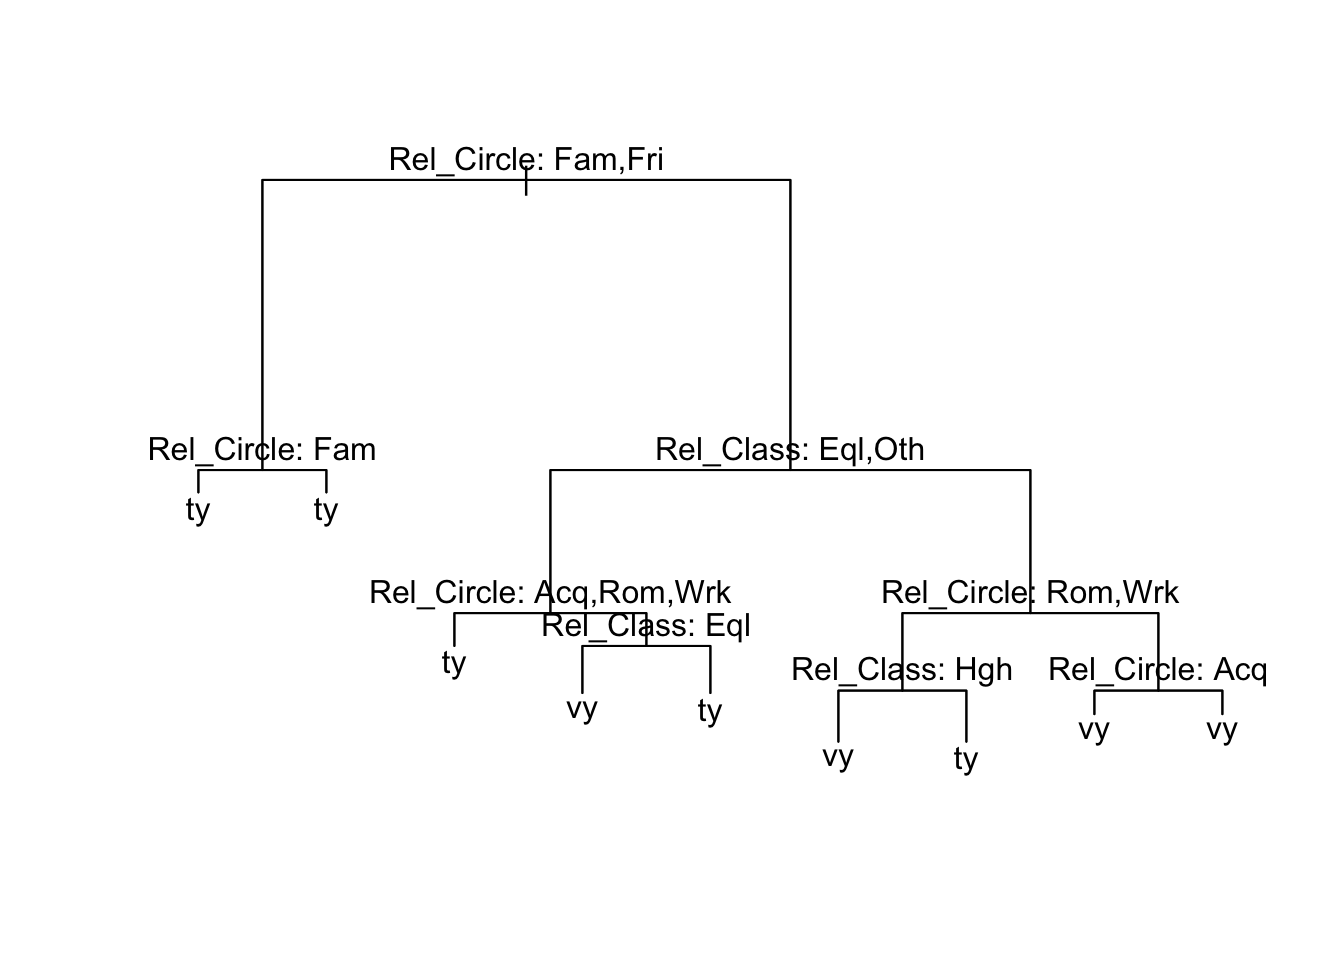 Rel_Circle: Fam,Fri
Rel_Circle: Fam
Rel_Class: Eql,Oth
ty
ty
Rel_Circle: Acq,Rom,Wrk
Rel_Circle: Rom,Wrk
Rel_Class: Eql
ty
Rel_Class: Hgh
Rel_Circle: Acq
vy
ty
vy
vy
vy
ty